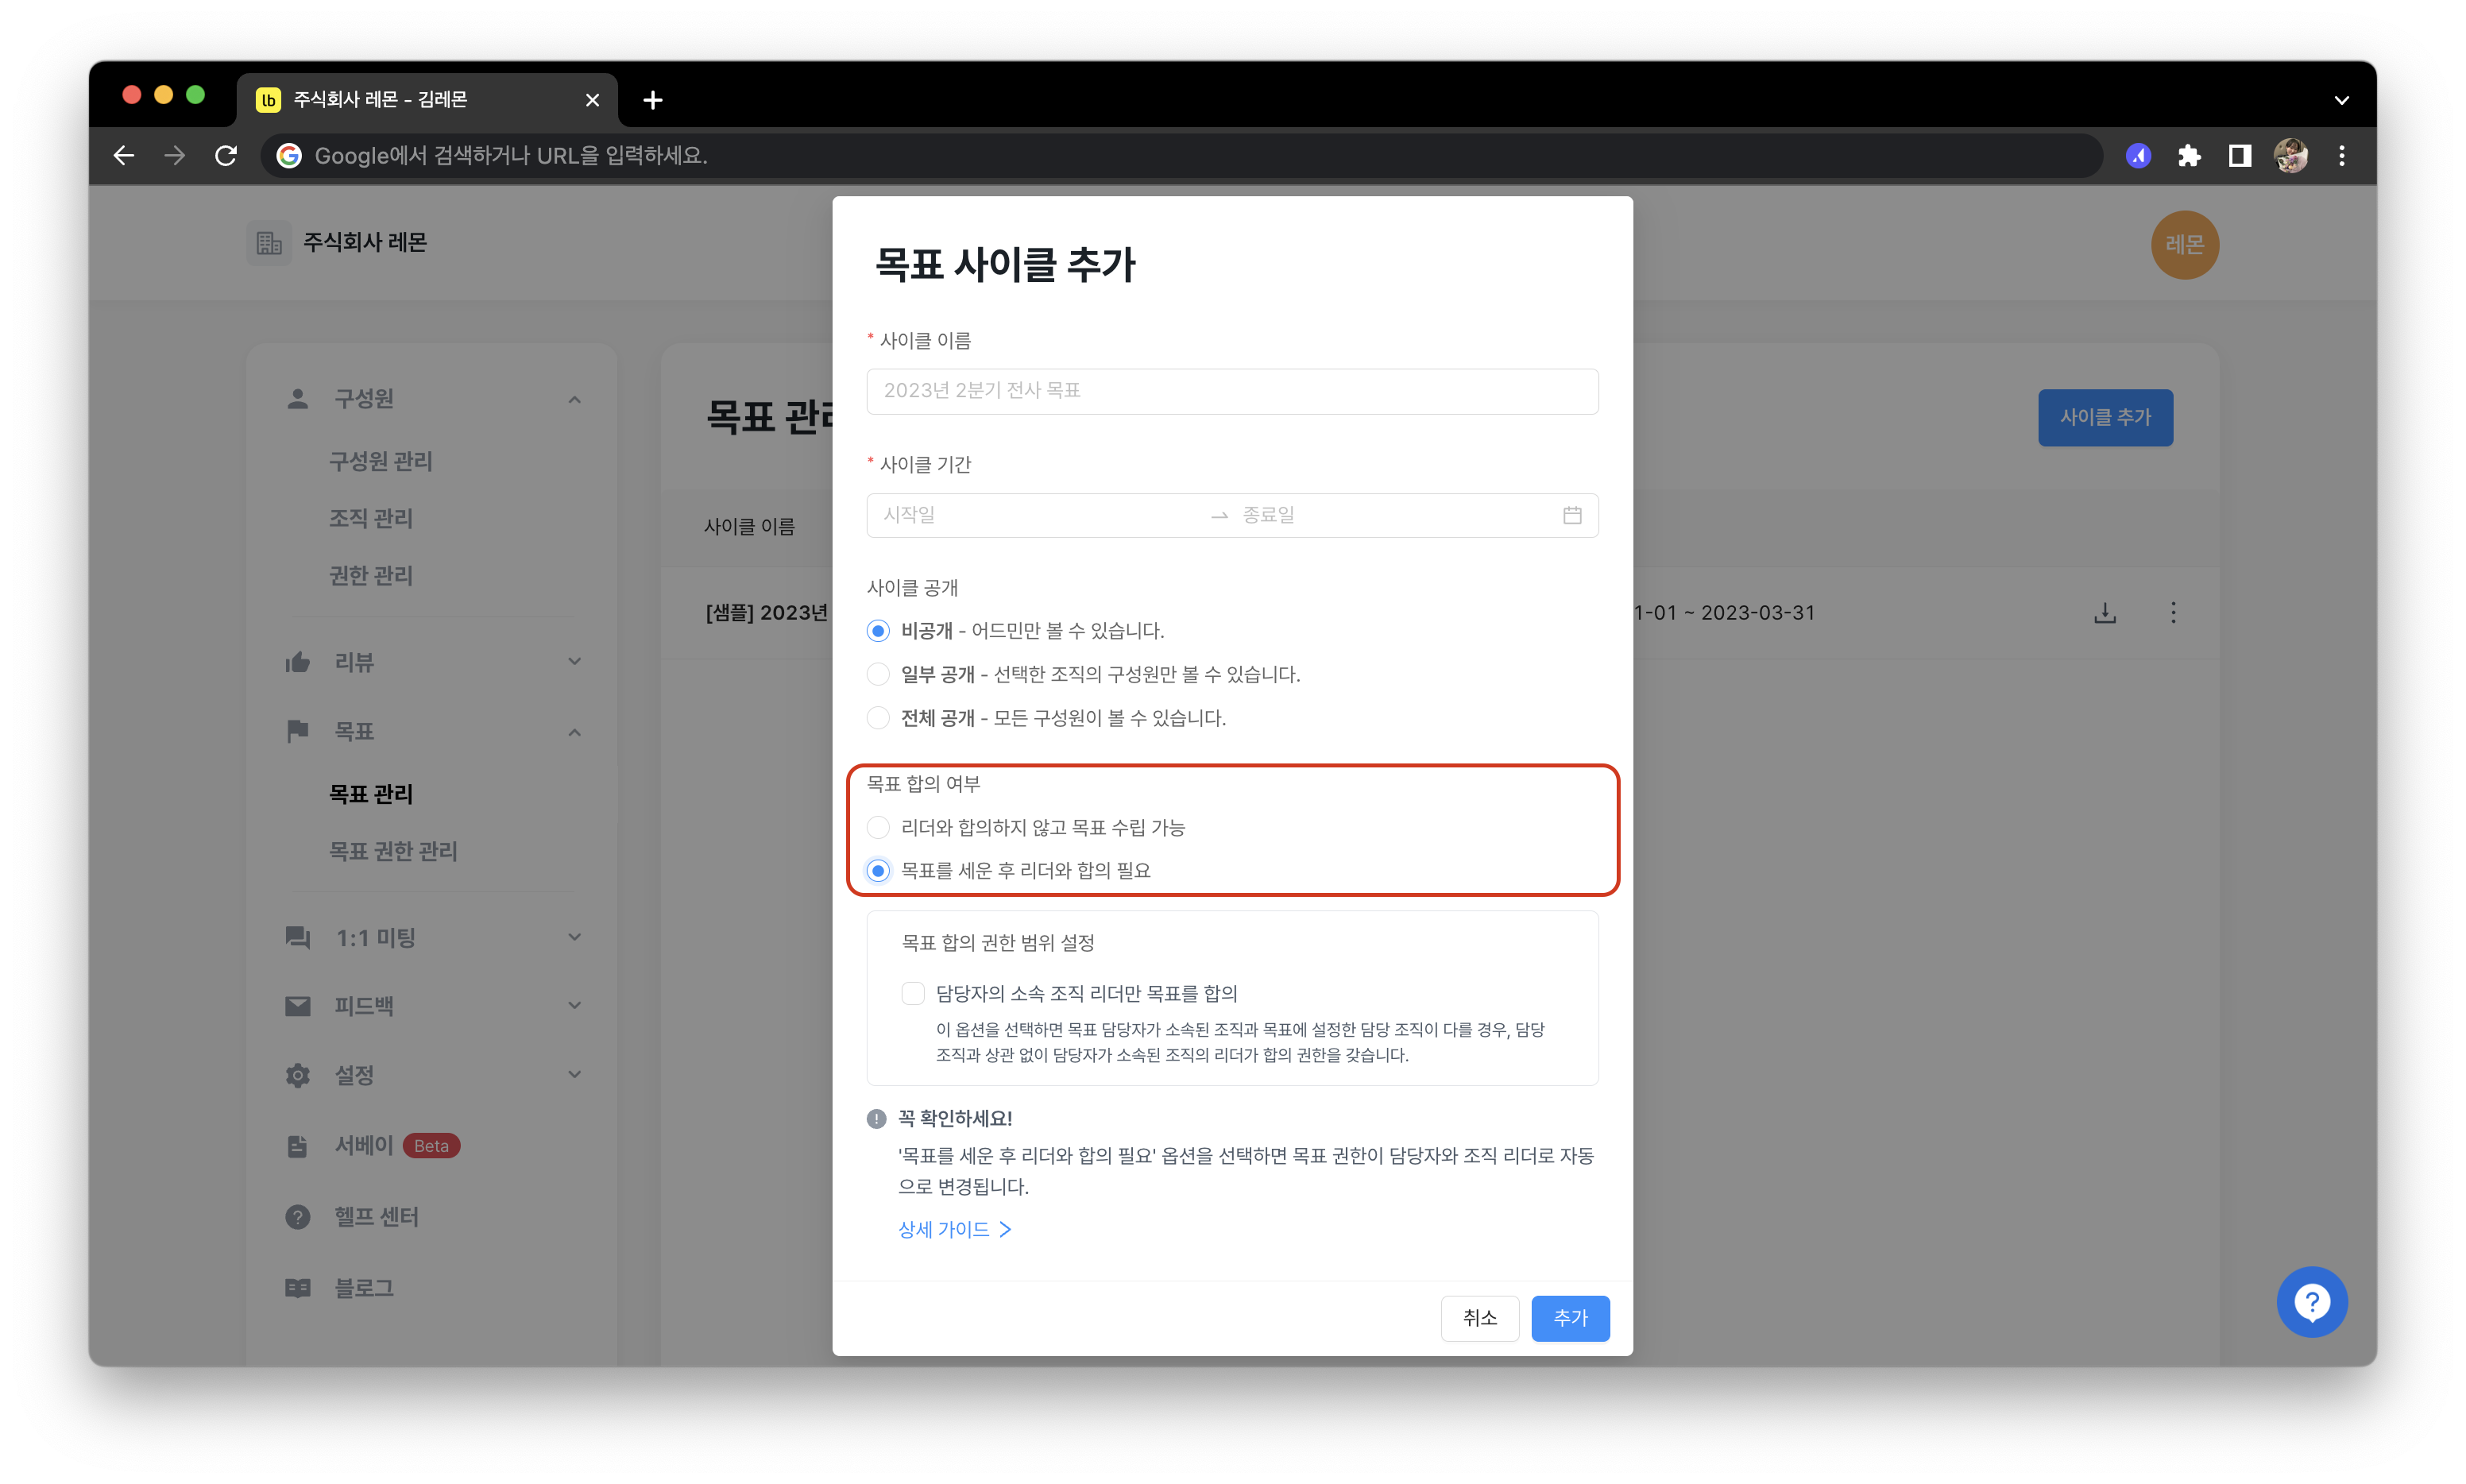 lb 주식회사 레몬 - 김레몬
Google에서 검색하거나 URL을 입력하세요.
주식회사 레몬
레몬
구성원
구성원 관리
조직 관리
권한 관리
리뷰
목표
목표 관리
목표 권한 관리
1:1 미팅
피드백
설정
서베이 Beta
헬프 센터
블로그
목표 관리
사이클 추가
사이클 이름
[샘플] 2023년
1-01 ~ 2023-03-31
목표 사이클 추가
* 사이클 이름
2023년 2분기 전사 목표
* 사이클 기간
시작일 → 종료일
사이클 공개
비공개 - 어드민만 볼 수 있습니다.
일부 공개 - 선택한 조직의 구성원만 볼 수 있습니다.
전체 공개 - 모든 구성원이 볼 수 있습니다.
목표 합의 여부
리더와 합의하지 않고 목표 수립 가능
목표를 세운 후 리더와 합의 필요
목표 합의 권한 범위 설정
담당자의 소속 조직 리더만 목표를 합의
이 옵션을 선택하면 목표 담당자가 소속된 조직과 목표에 설정한 담당 조직이 다를 경우, 담당
조직과 상관 없이 담당자가 소속된 조직의 리더가 합의 권한을 갖습니다.
꼭 확인하세요!
'목표를 세운 후 리더와 합의 필요' 옵션을 선택하면 목표 권한이 담당자와 조직 리더로 자동
으로 변경됩니다.
상세 가이드 >
취소
추가